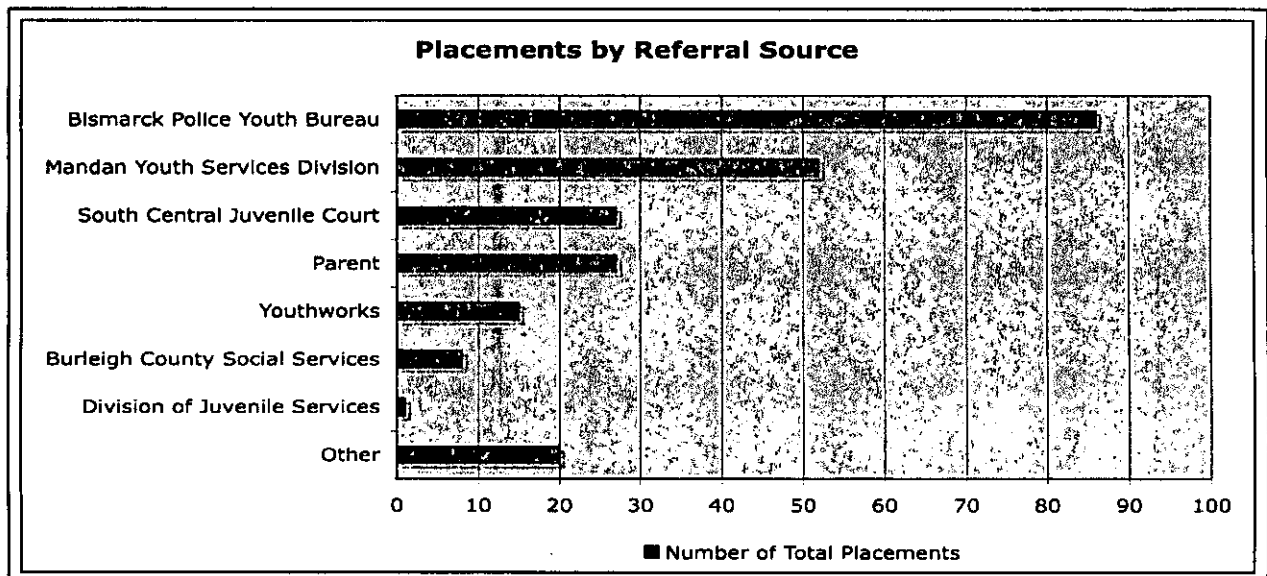 Placements by Referral Source
Bismarck Police Youth Bureau
Mandan Youth Services Division
South Central Juvenile Court
Parent
Youthworks
Burleigh County Social Services
Division of Juvenile Services
Other
0 10 20 30 40 50 60 70 80 90 100
Number of Total Placements